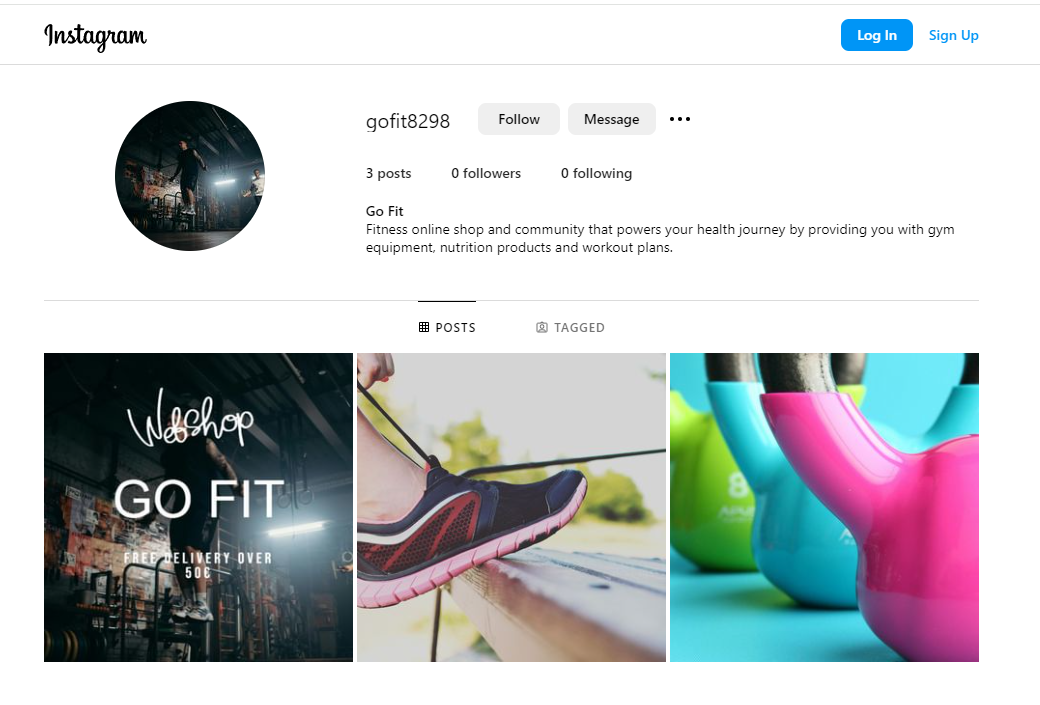 Instagram
Log In
Sign Up
gofit8298
Follow
Message
3 posts
0 followers
0 following
Go Fit
Fitness online shop and community that powers your health journey by providing you with gym
equipment, nutrition products and workout plans.
POSTS
TAGGED
Webshop
GO FIT
FREE DELIVERY OVER
50€
8